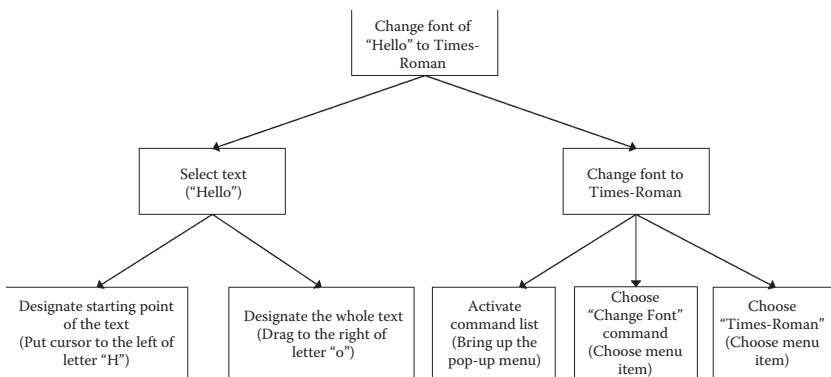 Change font of
“Hello” to Times-
Roman
Select text
(“Hello”)
Change font to
Times-Roman
Designate starting point
of the text
(Put cursor to the left of
letter “H”)
Designate the whole text
(Drag to the right of
letter “o”)
Activate
command list
(Bring up the
pop-up menu)
Choose
“Change Font”
command
(Choose menu
item)
Choose
“Times-Roman”
(Choose menu
item)